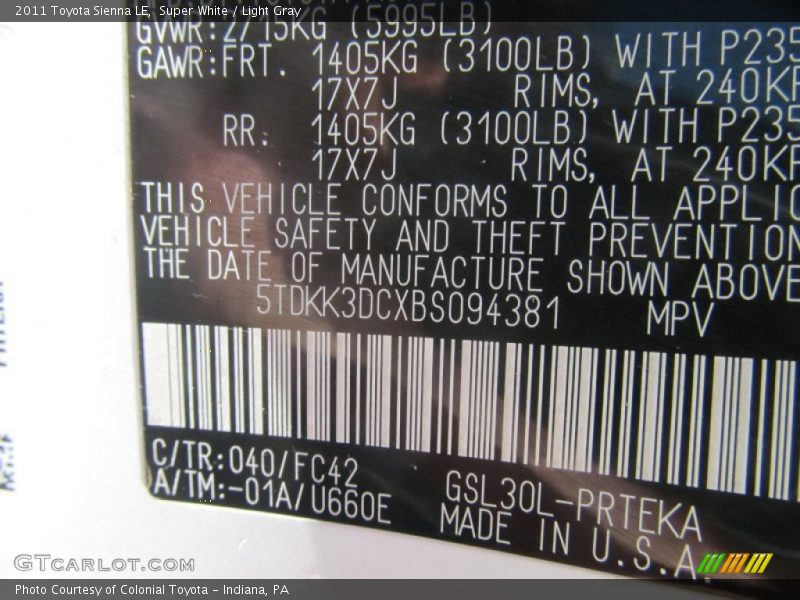 2011 Toyota Sienna LE, Super White / Light Gray
GVWR:2715KG (5995LB)
GAWR:FRT. 1405KG (3100LB) WITH P235
17X7J RIMS, AT 240KP
RR: 1405KG (3100LB) WITH P235
17X7J RIMS, AT 240KP
THIS VEHICLE CONFORMS TO ALL APPLIC
VEHICLE SAFETY AND THEFT PREVENTION
THE DATE OF MANUFACTURE SHOWN ABOVE
5TDKK3DCXBS094381 MPV
C/TR:040/FC42
A/TM:-01A/U660E
GSL30L-PRTEKA
MADE IN U.S.A.
GTCARLOT.COM
Photo Courtesy of Colonial Toyota - Indiana, PA